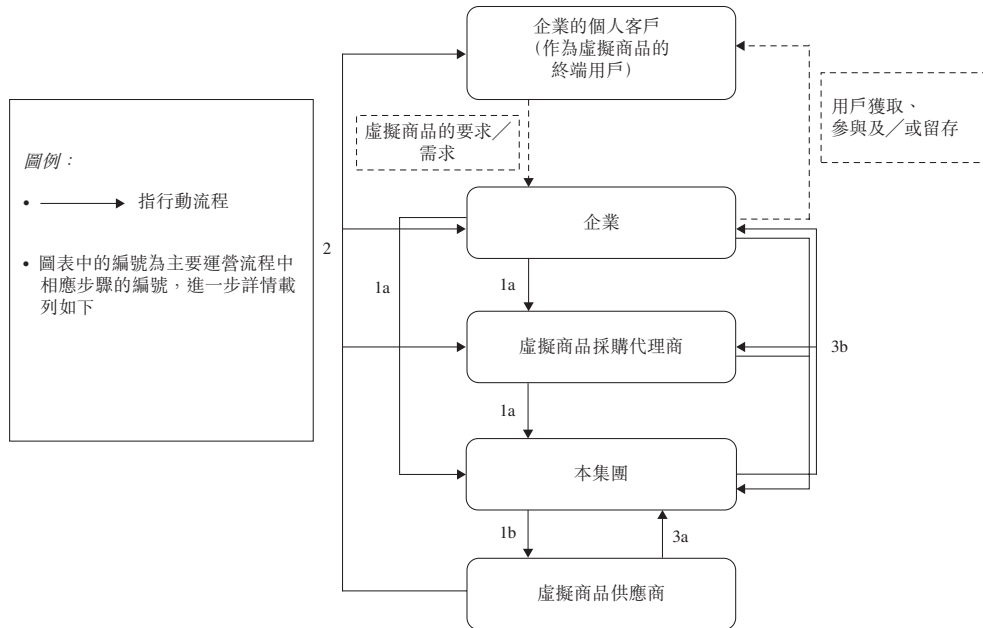 企業的個人客戶
(作為虛擬商品的
終端用戶)
虛擬商品的要求／
需求
用戶獲取、
參與及／或留存
圖例：
• 指行動流程
• 圖表中的編號為主要運營流程中
相應步驟的編號，進一步詳情載
列如下
2
企業
1a
1a
虛擬商品採購代理商
3b
1a
本集團
1b
3a
虛擬商品供應商